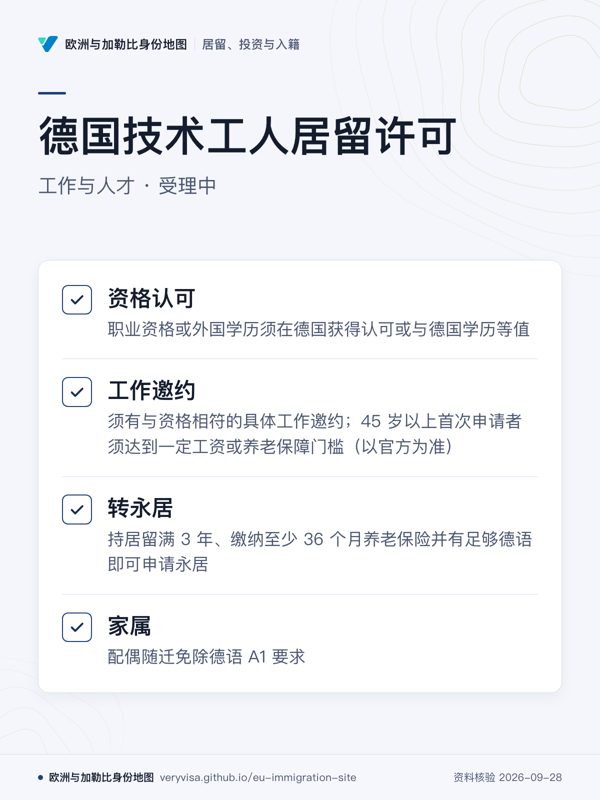 欧洲与加勒比身份地图 居留、投资与入籍
德国技术工人居留许可
工作与人才 · 受理中
资格认可
职业资格或外国学历须在德国获得认可或与德国学历等值
工作邀约
须有与资格相符的具体工作邀约；45 岁以上首次申请者
须达到一定工资或养老保障门槛（以官方为准）
转永居
持居留满 3 年、缴纳至少 36 个月养老保险并有足够德语
即可申请永居
家属
配偶随迁免除德语 A1 要求
欧洲与加勒比身份地图 veryvisa.github.io/eu-immigration-site 资料核验 2026-09-28